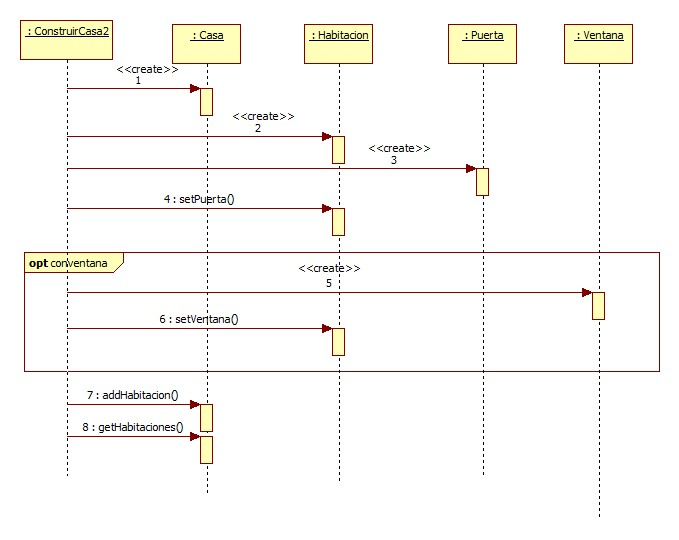 : ConstruirCasa2
: Casa
: Habitacion
: Puerta
: Ventana
<<create>>
1
<<create>>
2
<<create>>
3
4 : setPuerta()
opt conventana
<<create>>
5
6 : setVentana()
7 : addHabitacion()
8 : getHabitaciones()